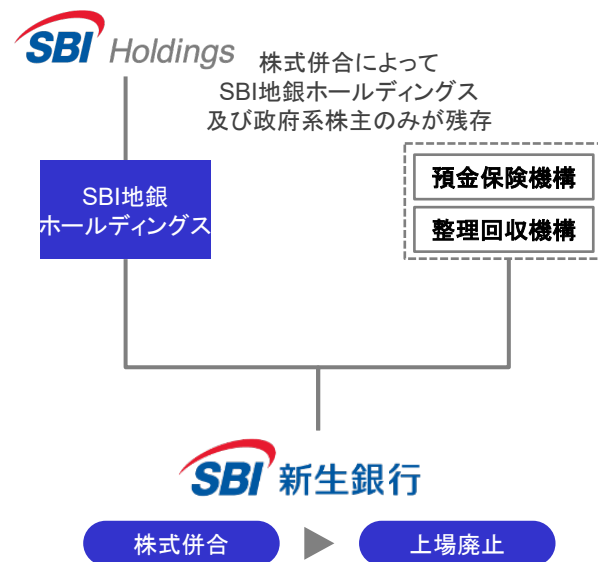 SBI Holdings
株式併合によって
SBI地銀ホールディングス
及び政府系株主のみが残存
SBI地銀
ホールディングス
預金保険機構
整理回収機構
SBI新生銀行
株式併合
上場廃止